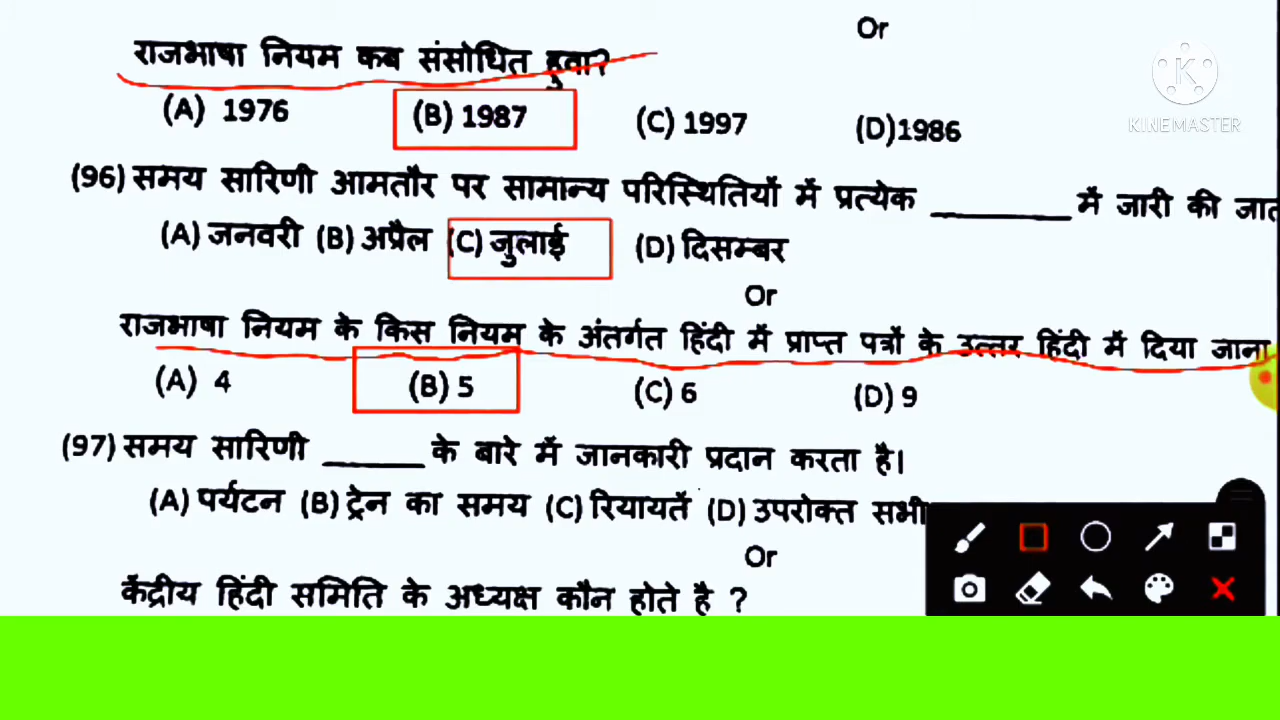 Or
राजभाषा नियम कब संसोधित हुवा?
(A) 1976 (B) 1987 (C) 1997 (D)1986
KINEMASTER
(96) समय सारिणी आमतौर पर सामान्य परिस्थितियों में प्रत्येक ________ में जारी की जात
(A) जनवरी (B) अप्रैल (C) जुलाई (D) दिसम्बर
Or
राजभाषा नियम के किस नियम के अंतर्गत हिंदी में प्राप्त पत्रों के उत्तर हिंदी में दिया जाना
(A) 4 (B) 5 (C) 6 (D) 9
(97) समय सारिणी ______ के बारे में जानकारी प्रदान करता है।
(A) पर्यटन (B) ट्रेन का समय (C) रियायतें (D) उपरोक्त सभी
Or
केंद्रीय हिंदी समिति के अध्यक्ष कौन होते है ?